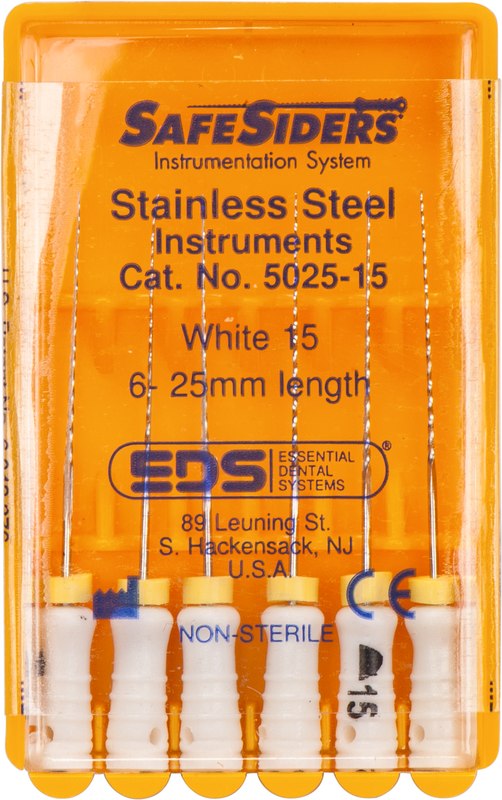 SAFESIDERS®
Instrumentation System
Stainless Steel
Instruments
Cat. No. 5025-15
White 15
6- 25mm length
EDS ESSENTIAL
DENTAL
SYSTEMS ®
89 Leuning St.
S. Hackensack, NJ
U.S.A.
CE
NON-STERILE
15